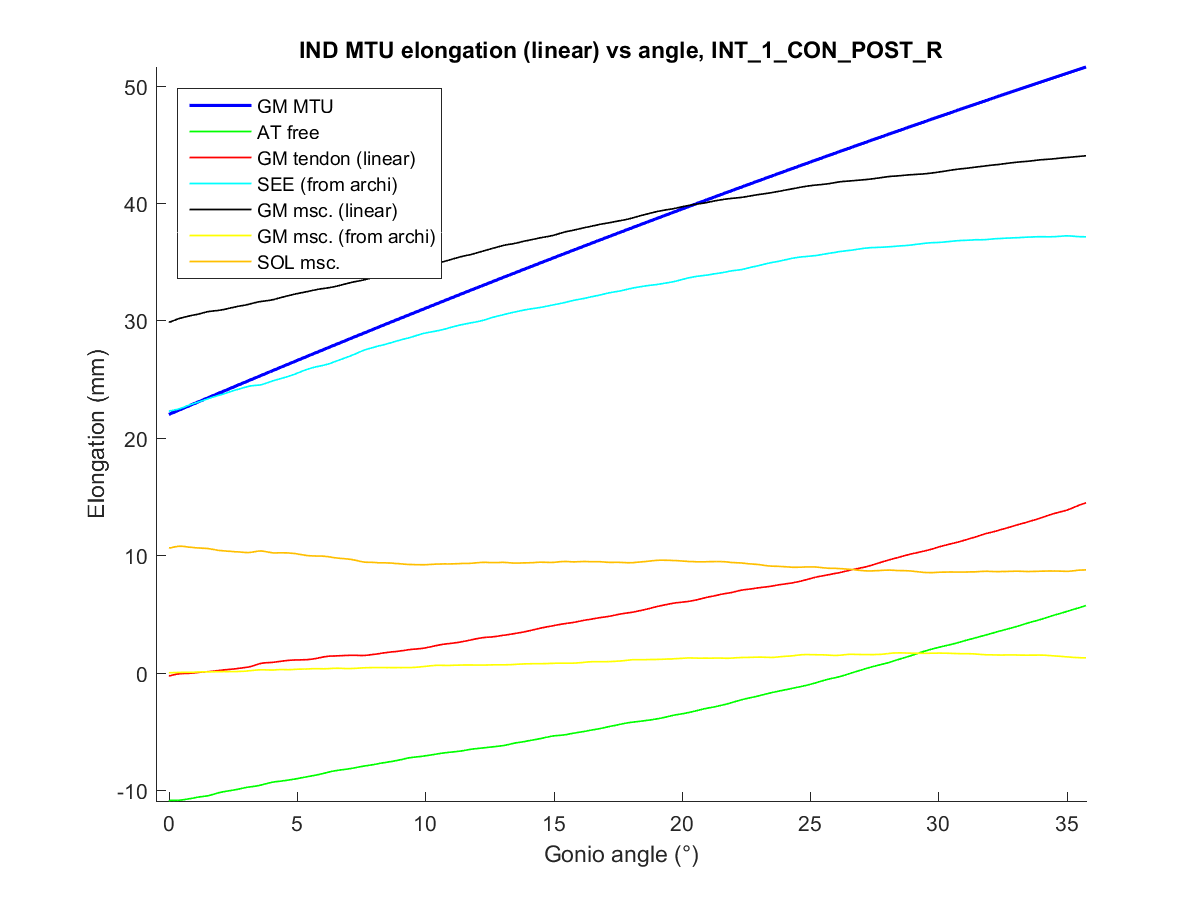 IND MTU elongation (linear) vs angle, INT_1_CON_POST_R
GM MTU
AT free
GM tendon (linear)
SEE (from archi)
GM msc. (linear)
GM msc. (from archi)
SOL msc.
Elongation (mm)
50
40
30
20
10
0
-10
0 5 10 15 20 25 30 35
Gonio angle (°)